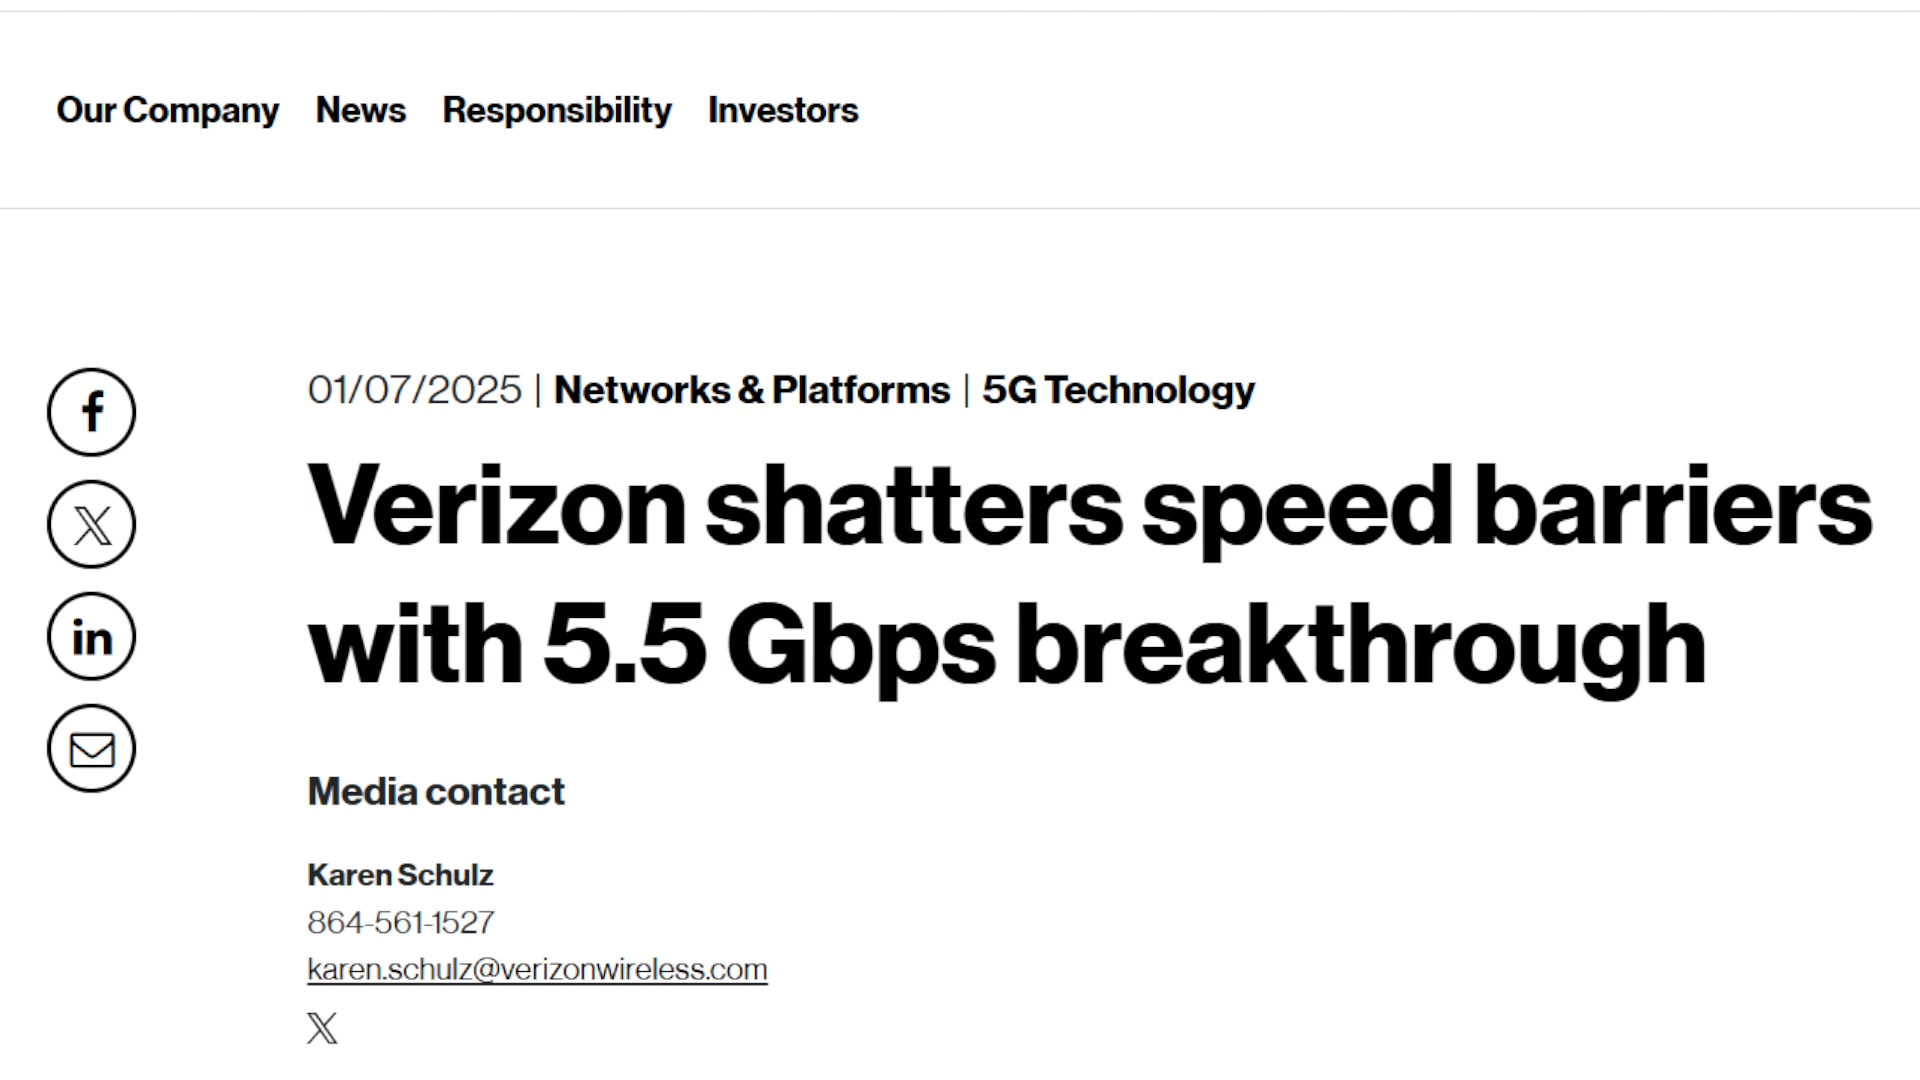 Our Company News Responsibility Investors
01/07/2025 | Networks & Platforms | 5G Technology
Verizon shatters speed barriers
with 5.5 Gbps breakthrough
Media contact
Karen Schulz
864-561-1527
karen.schulz@verizonwireless.com